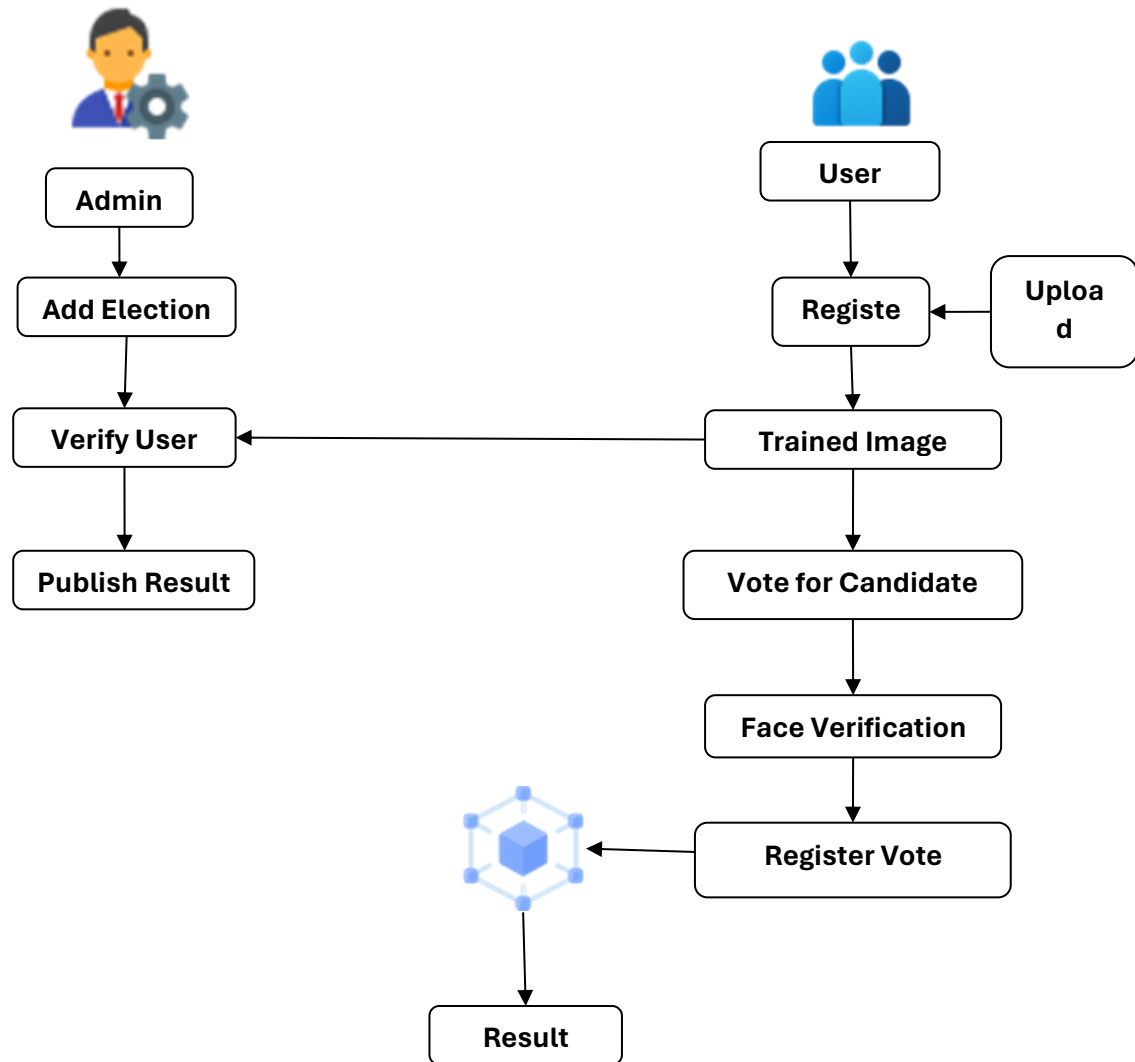 Admin
Add Election
Verify User
Publish Result
User
Registe
Uploa
d
Trained Image
Vote for Candidate
Face Verification
Register Vote
Result